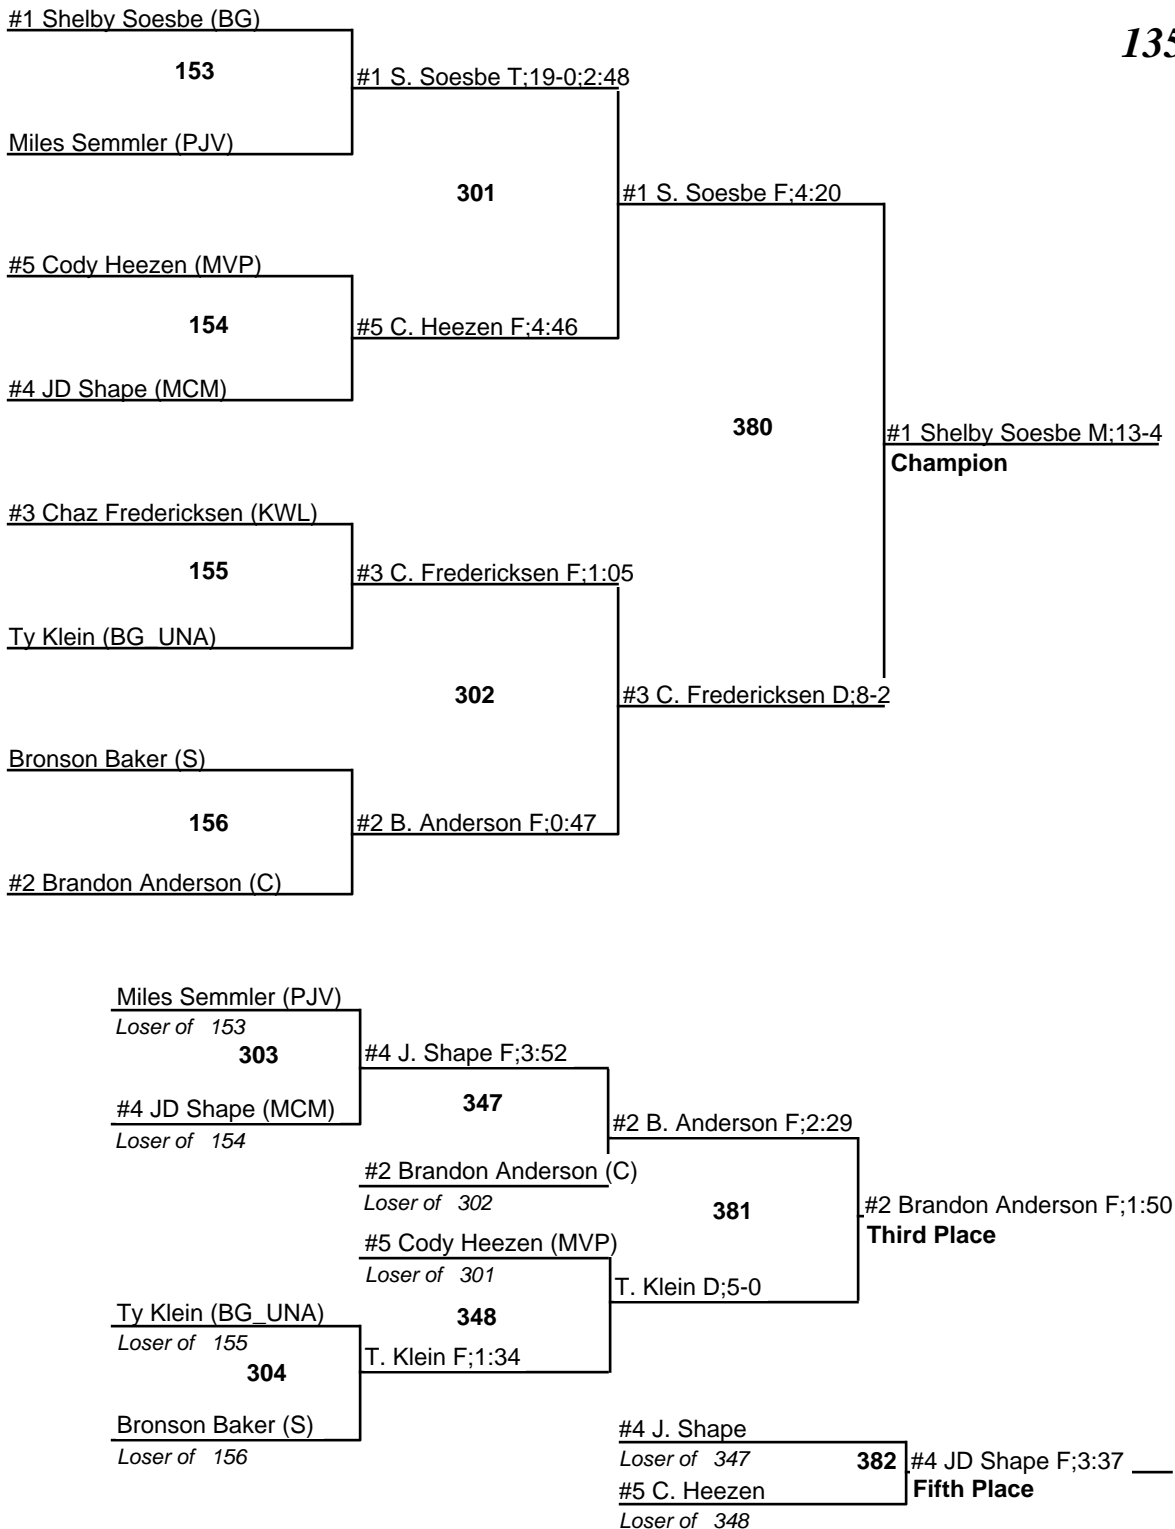 #1 Shelby Soesbe (BG)
135
153
#1 S. Soesbe T;19-0;2:48
Miles Semmler (PJV)
301
#1 S. Soesbe F;4:20
#5 Cody Heezen (MVP)
154
#5 C. Heezen F;4:46
#4 JD Shape (MCM)
380
#1 Shelby Soesbe M;13-4
Champion
#3 Chaz Fredericksen (KWL)
155
#3 C. Fredericksen F;1:05
Ty Klein (BG_UNA)
302
#3 C. Fredericksen D;8-2
Bronson Baker (S)
156
#2 B. Anderson F;0:47
#2 Brandon Anderson (C)
Miles Semmler (PJV)
Loser of 153
303
#4 J. Shape F;3:52
#4 JD Shape (MCM)
Loser of 154
347
#2 B. Anderson F;2:29
#2 Brandon Anderson (C)
Loser of 302
381
#2 Brandon Anderson F;1:50
Third Place
#5 Cody Heezen (MVP)
Loser of 301
T. Klein D;5-0
Ty Klein (BG_UNA)
Loser of 155
348
304
T. Klein F;1:34
Bronson Baker (S)
Loser of 156
#4 J. Shape
Loser of 347
382
#4 JD Shape F;3:37
Fifth Place
#5 C. Heezen
Loser of 348